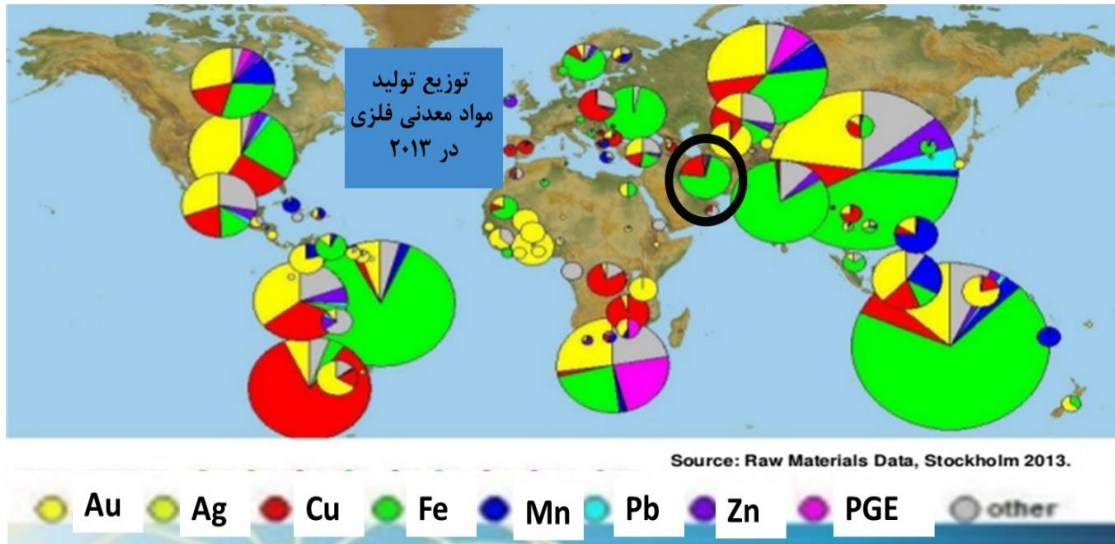 توزیع تولید
مواد معدنی فلزی
در ۲۰۱۳
Source: Raw Materials Data, Stockholm 2013.
Au Ag Cu Fe Mn Pb Zn PGE other